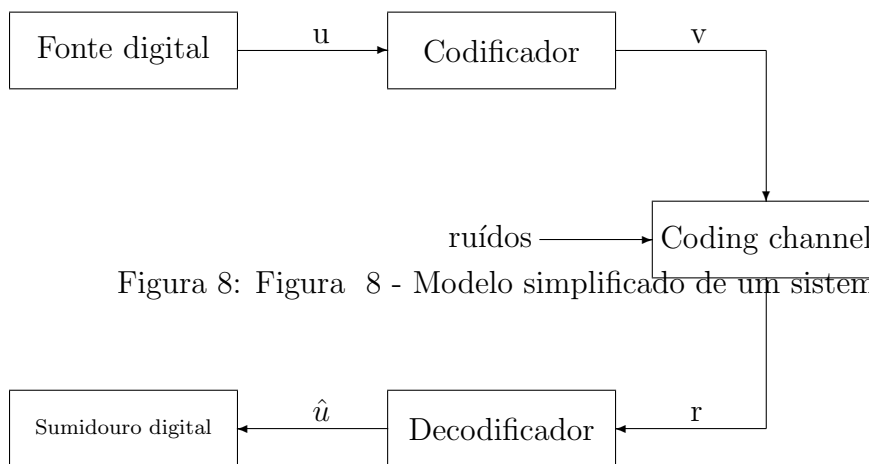 Fonte digital
u
Codificador
v
ruídos
Coding channel
Figura 8: Figura 8 - Modelo simplificado de um sistem
Sumidouro digital
û
Decodificador
r